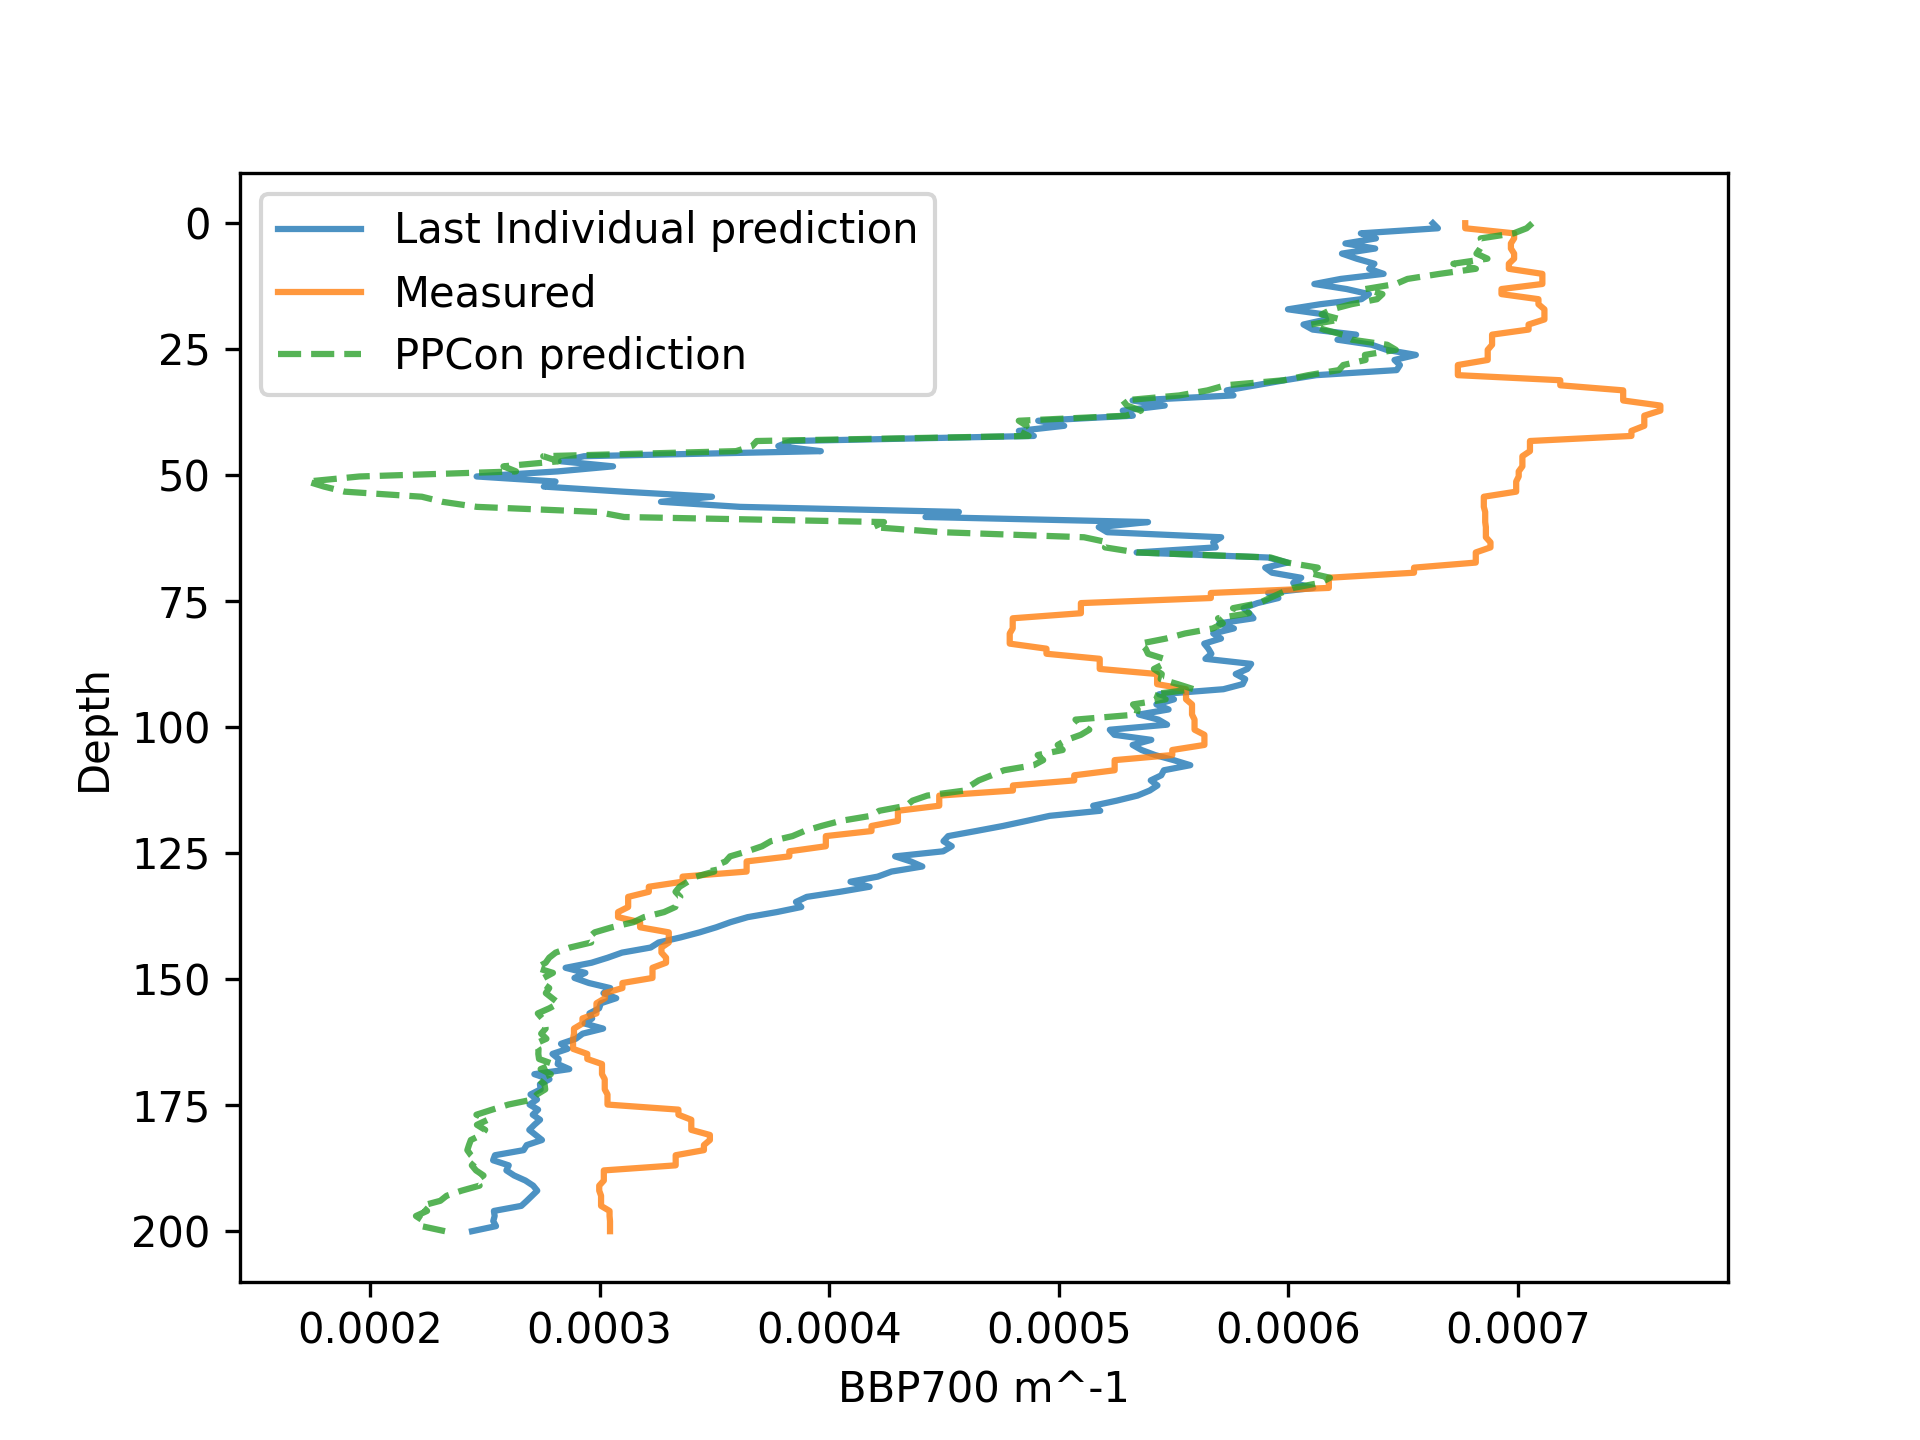 Last Individual prediction
Measured
PPCon prediction
0
25
50
75
100
125
150
175
200
Depth
0.0002 0.0003 0.0004 0.0005 0.0006 0.0007
BBP700 m^-1